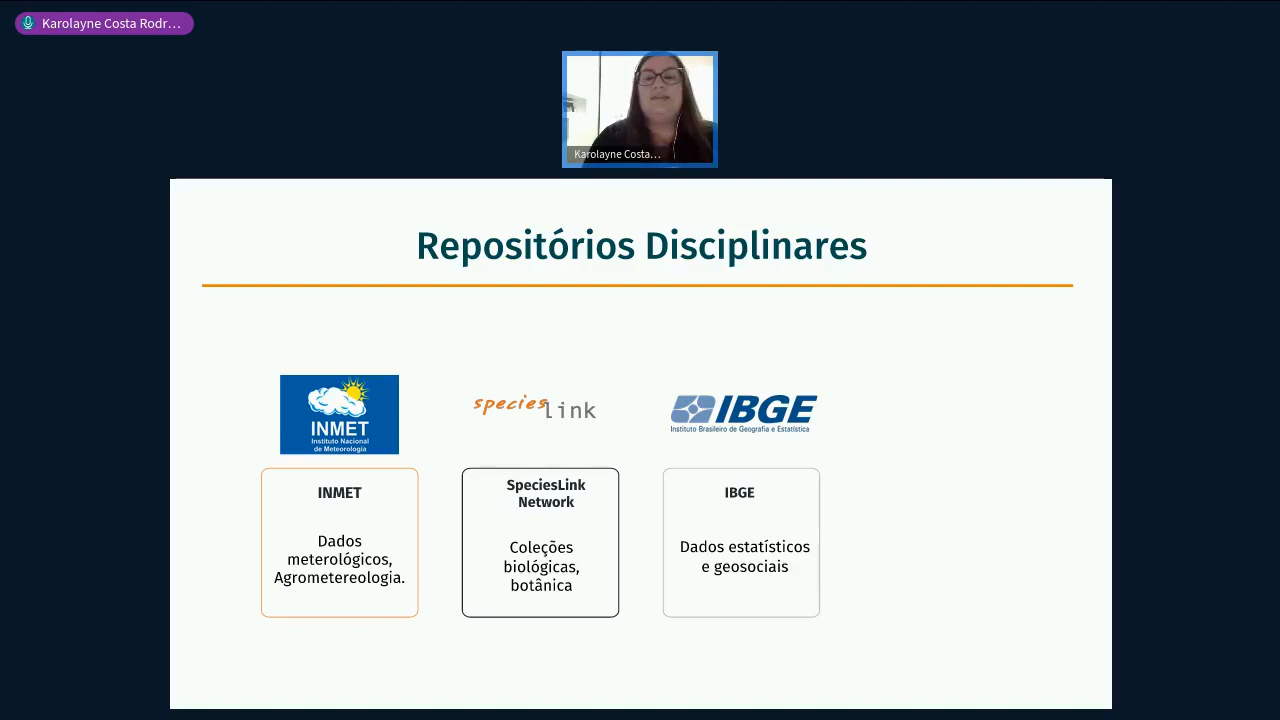 Karolayne Costa Rodr…
Karolayne Costa…
Repositórios Disciplinares
INMET
Instituto Nacional
de Meteorologia
species
link
IBGE
Instituto Brasileiro de Geografia e Estatística
INMET
Dados
meterológicos,
Agrometereologia.
SpeciesLink
Network
Coleções
biológicas,
botânica
IBGE
Dados estatísticos
e geosociais